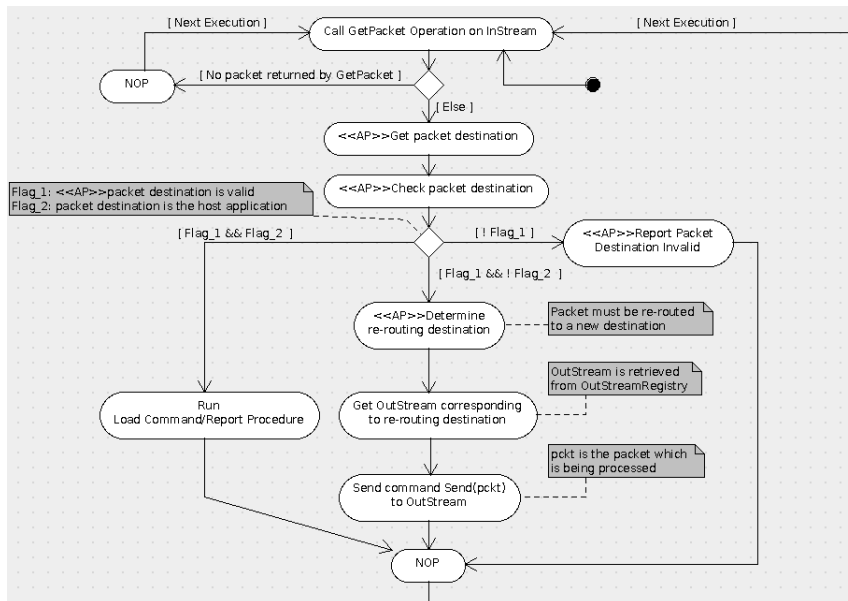 [ Next Execution ]
Call GetPacket Operation on InStream
[ Next Execution ]
NOP
[ No packet returned by GetPacket ]
[ Else ]
<<AP>>Get packet destination
<<AP>>Check packet destination
Flag_1: <<AP>>packet destination is valid
Flag_2: packet destination is the host application
[ Flag_1 && Flag_2 ]
[ ! Flag_1 ]
<<AP>>Report Packet
Destination Invalid
[ Flag_1 && ! Flag_2 ]
<<AP>>Determine
re-routing destination
Packet must be re-routed
to a new destination
OutStream is retrieved
from OutStreamRegistry
Run
Load Command/Report Procedure
Get OutStream corresponding
to re-routing destination
pckt is the packet which
is being processed
Send command Send(pckt)
to OutStream
NOP